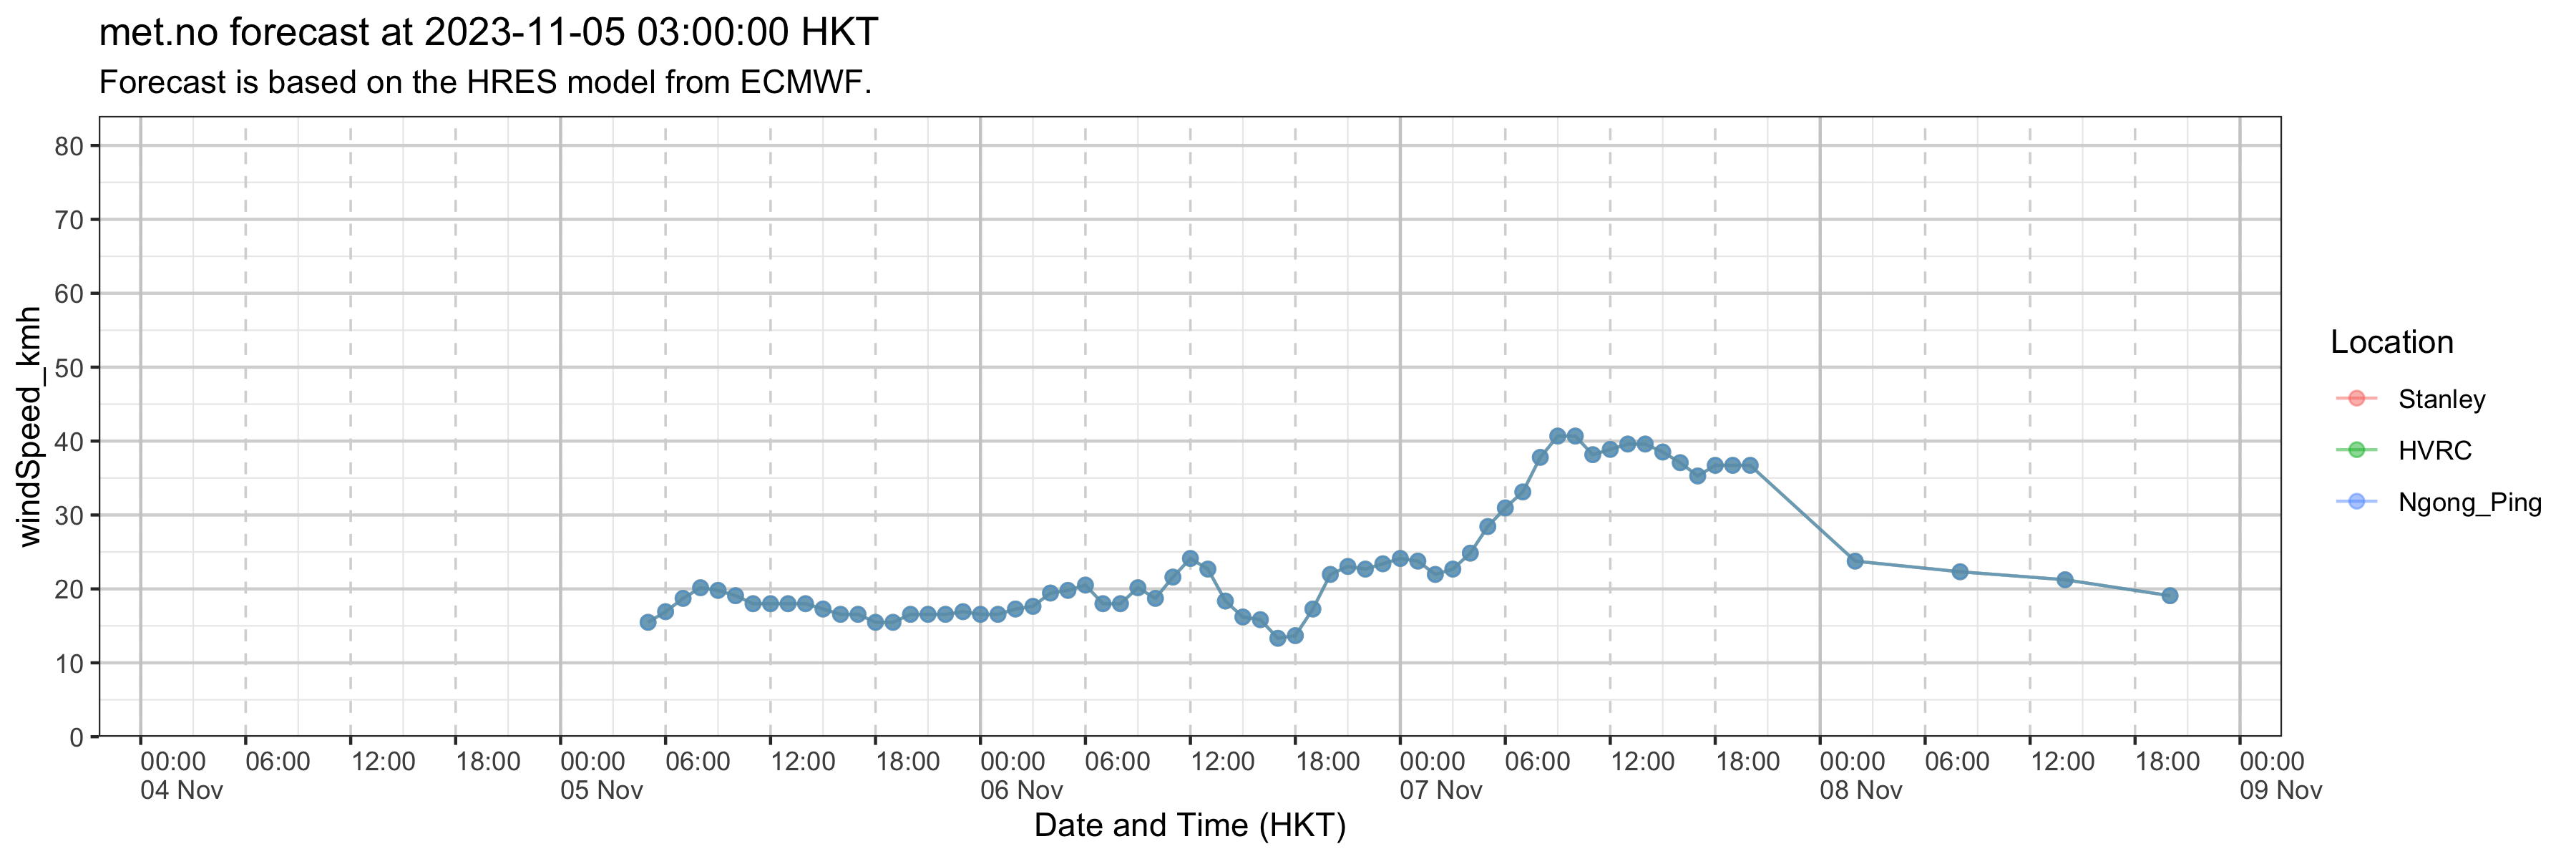 met.no forecast at 2023-11-05 03:00:00 HKT
Forecast is based on the HRES model from ECMWF.
windSpeed_kmh
80
70
60
50
40
30
20
10
0
00:00 06:00 12:00 18:00 00:00 06:00 12:00 18:00 00:00 06:00 12:00 18:00 00:00 06:00 12:00 18:00 00:00 06:00 12:00 18:00 00:00
04 Nov 05 Nov 06 Nov 07 Nov 08 Nov 09 Nov
Date and Time (HKT)
Location
Stanley
HVRC
Ngong_Ping